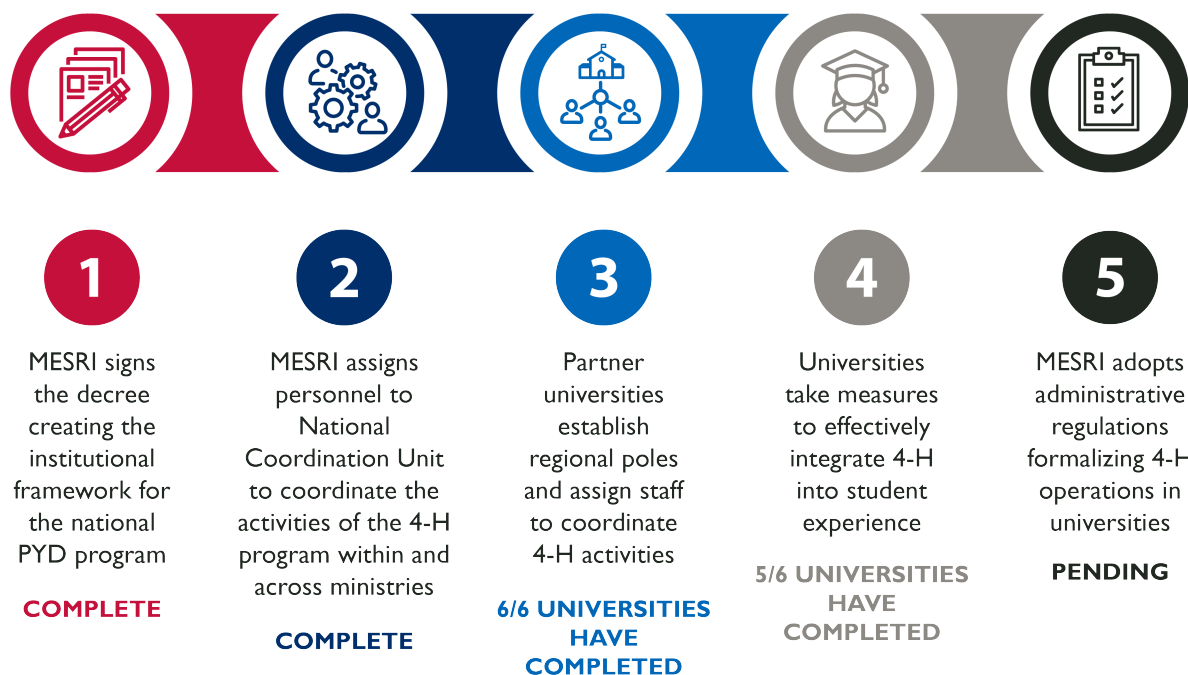 1
MESRI signs
the decree
creating the
institutional
framework for
the national
PYD program
COMPLETE
2
MESRI assigns
personnel to
National
Coordination Unit
to coordinate the
activities of the 4-H
program within and
across ministries
COMPLETE
3
Partner
universities
establish
regional poles
and assign staff
to coordinate
4-H activities
6/6 UNIVERSITIES
HAVE
COMPLETED
4
Universities
take measures
to effectively
integrate 4-H
into student
experience
5/6 UNIVERSITIES
HAVE
COMPLETED
5
MESRI adopts
administrative
regulations
formalizing 4-H
operations in
universities
PENDING